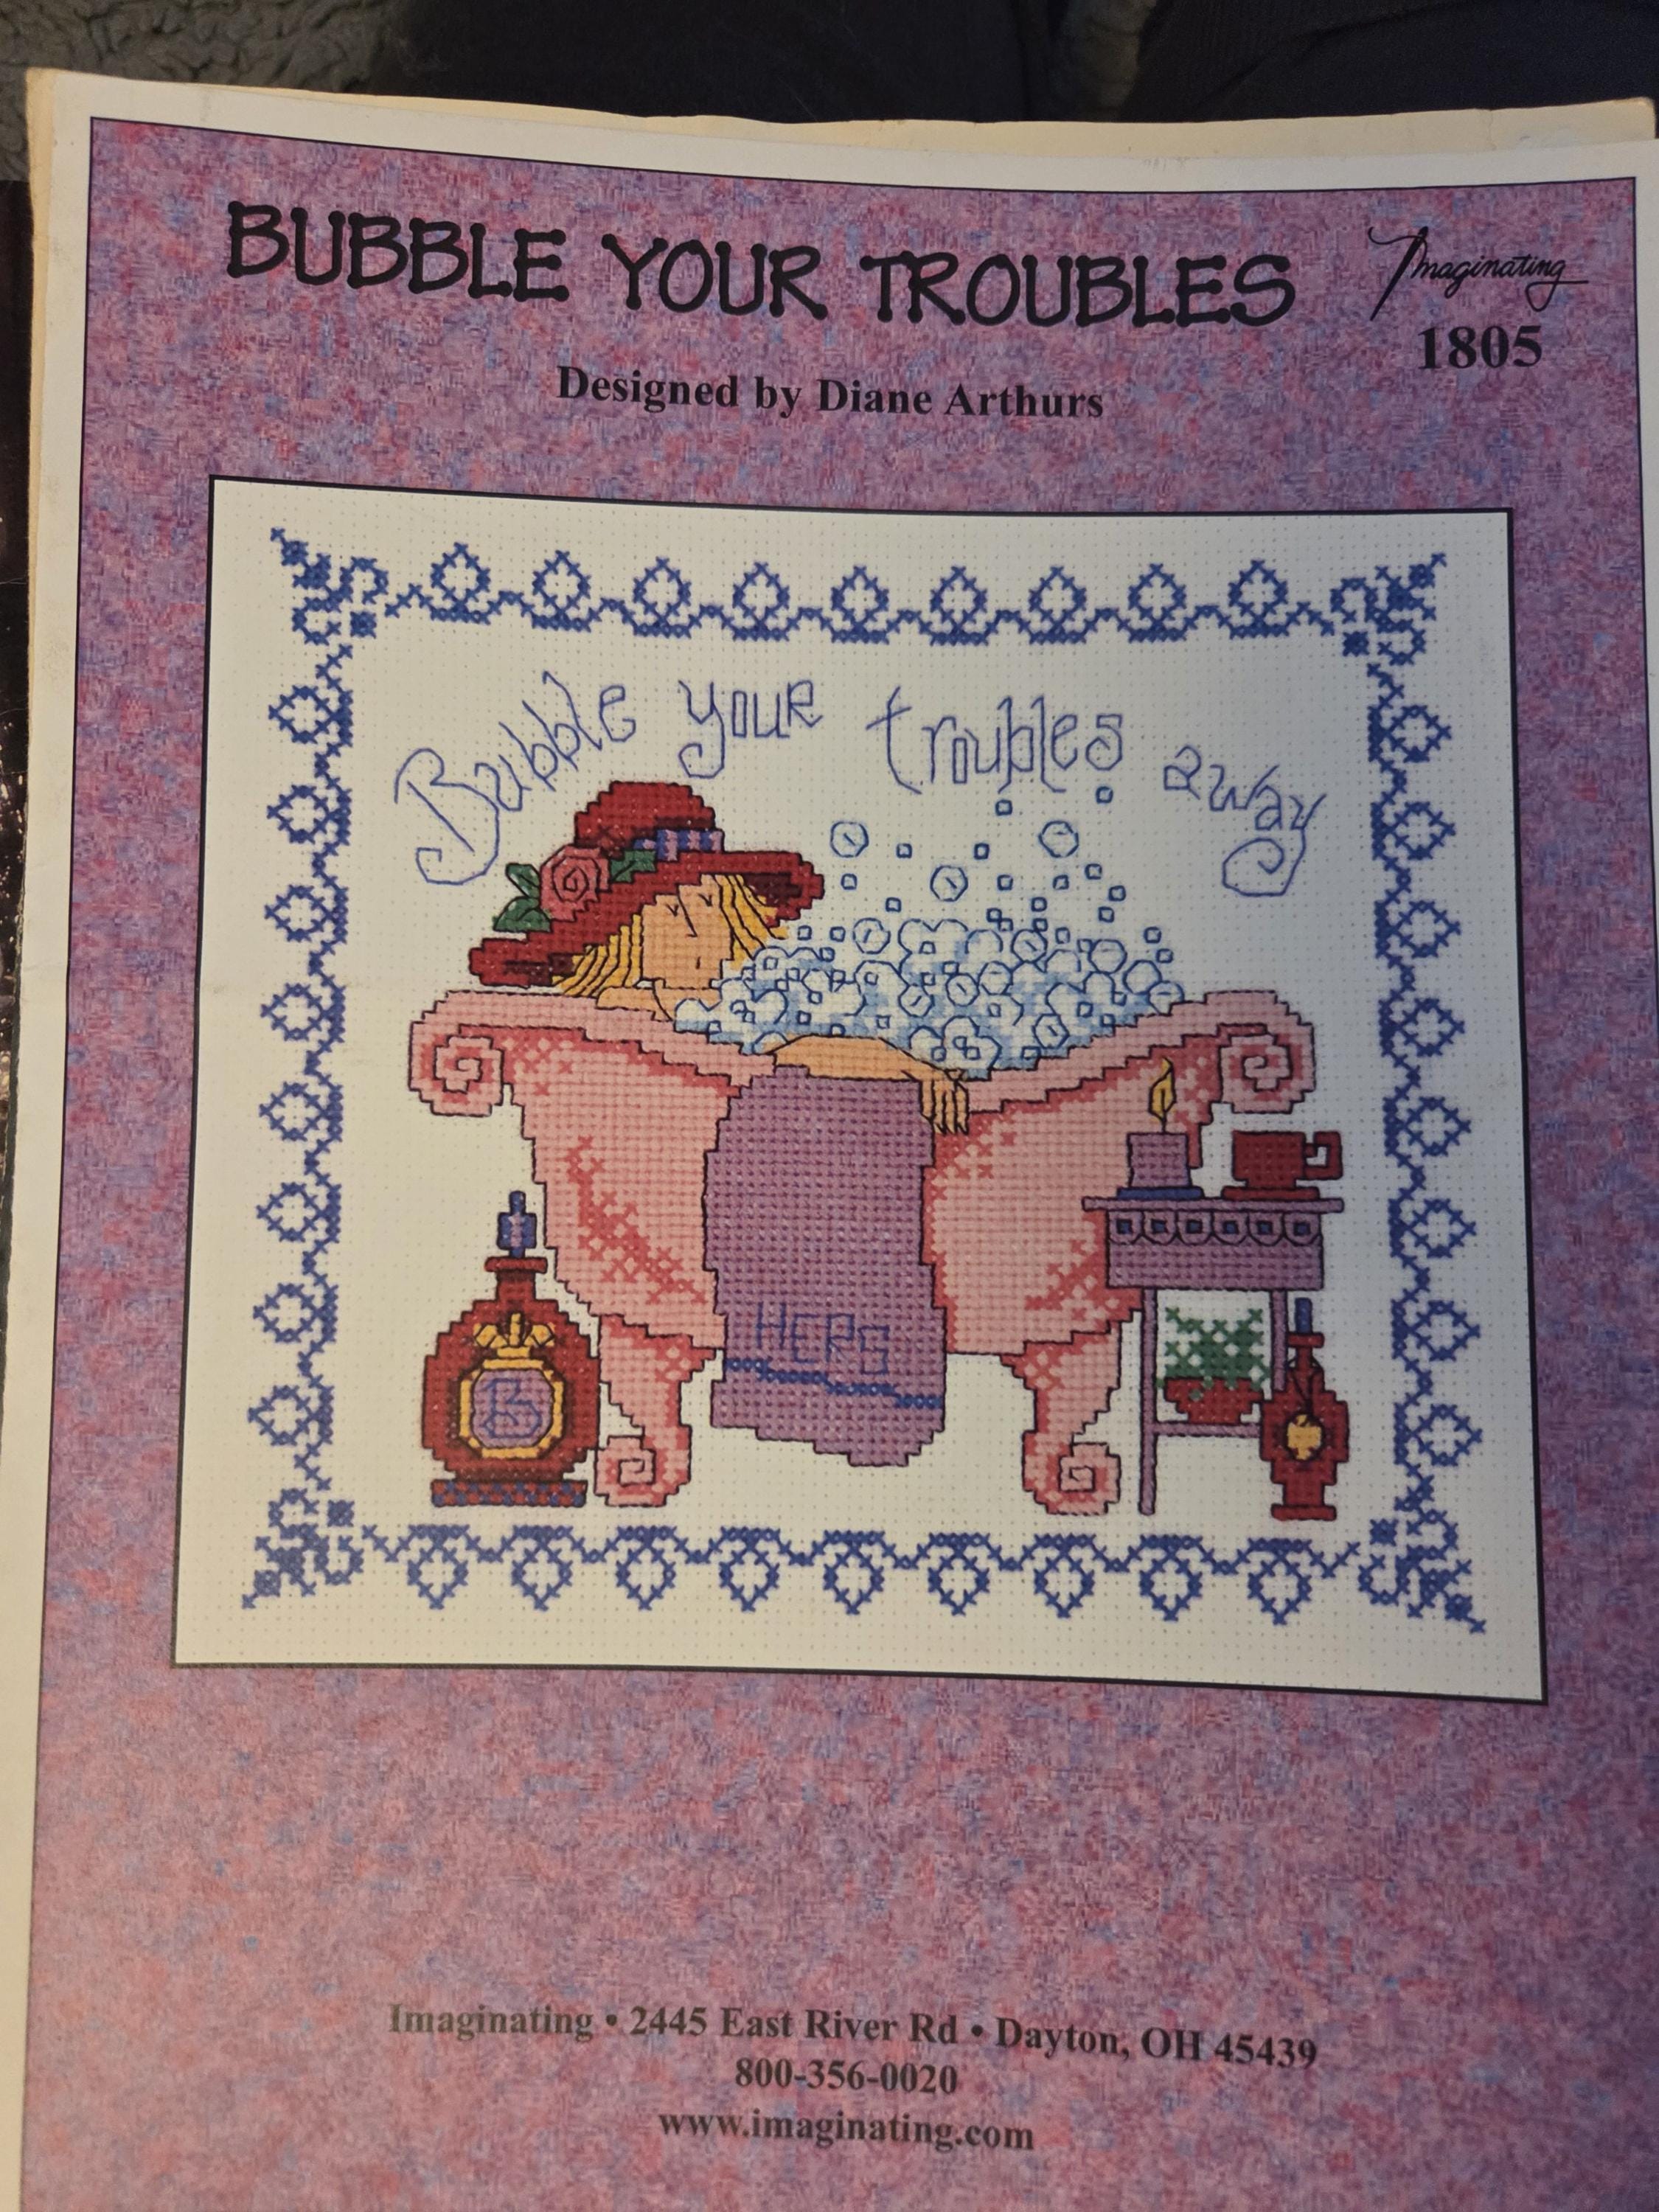 BUBBLE YOUR TROUBLES
Imaginating
1805
Designed by Diane Arthurs
Bubble your troubles away
HERS
B
Imaginating • 2445 East River Rd • Dayton, OH 45439
800-356-0020
www.imaginating.com